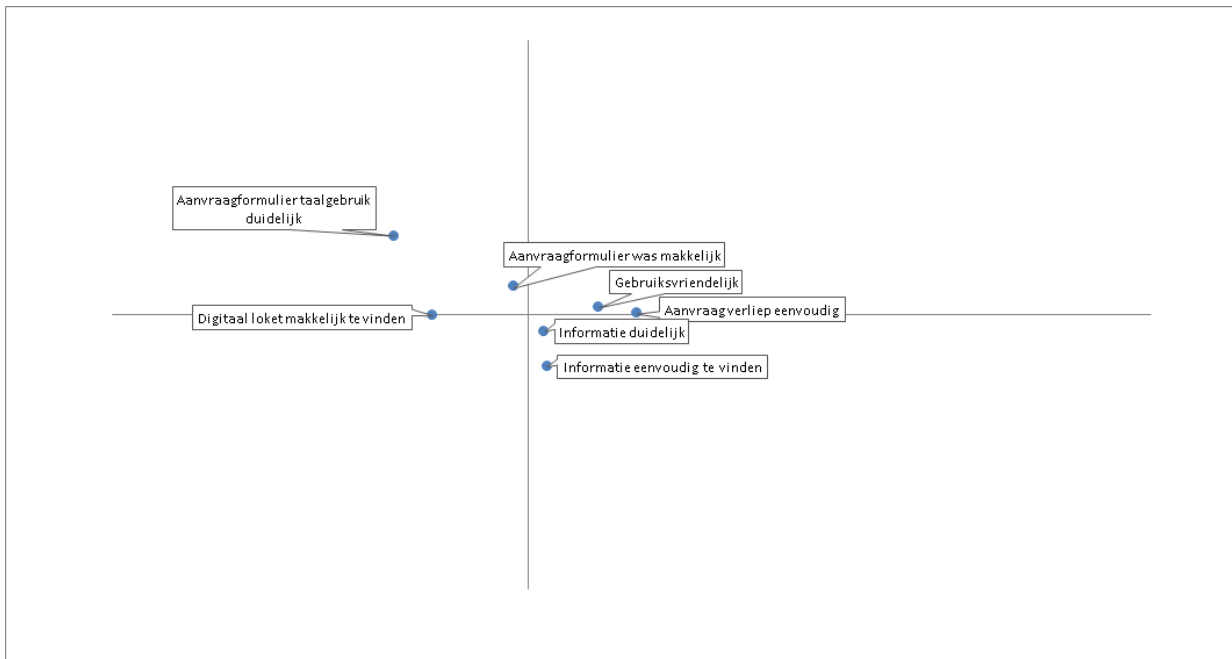 Aanvraagformulier taalgebruik
duidelijk
Aanvraagformulier was makkelijk
Gebruiksvriendelijk
Aanvraag verliep eenvoudig
Digitaal loket makkelijk te vinden
Informatie duidelijk
Informatie eenvoudig te vinden